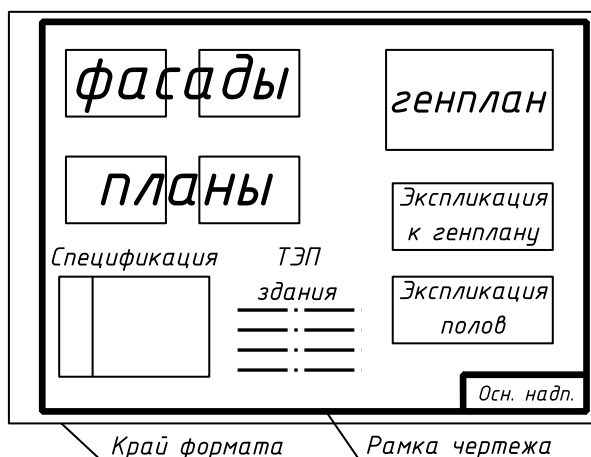 фасады
генплан
планы
Экспликация
к генплану
Спецификация
ТЭП
здания
Экспликация
полов
Осн. надп.
Край формата
Рамка чертежа